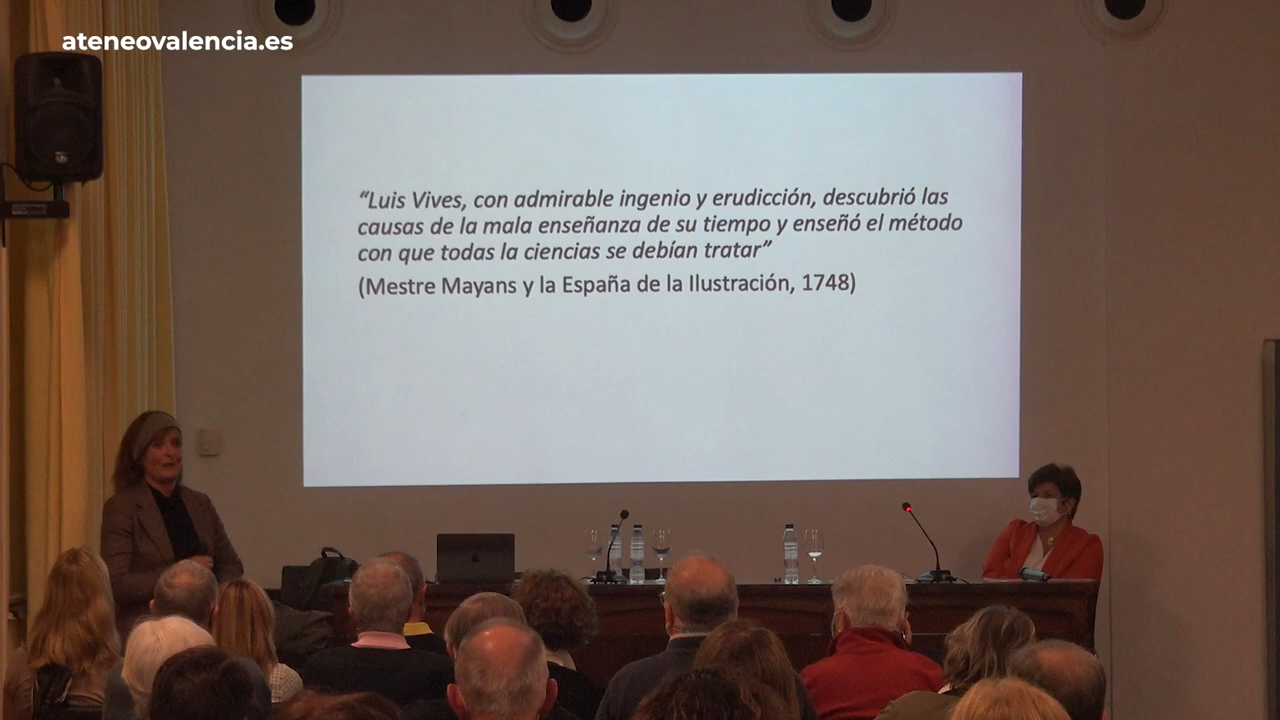 ateneovalencia.es
“Luis Vives, con admirable ingenio y erudicción, descubrió las
causas de la mala enseñanza de su tiempo y enseñó el método
con que todas la ciencias se debían tratar”
(Mestre Mayans y la España de la Ilustración, 1748)